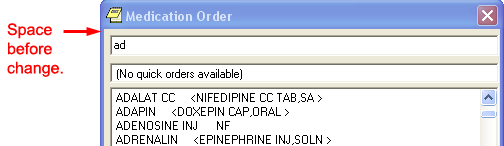 Space
before
change.
Medication Order
ad
(No quick orders available)
ADALAT CC <NIFEDIPINE CC TAB,SA >
ADAPIN <DOXEPIN CAP,ORAL >
ADENOSINE INJ NF
ADRENALIN <EPINEPHRINE INJ,SOLN >